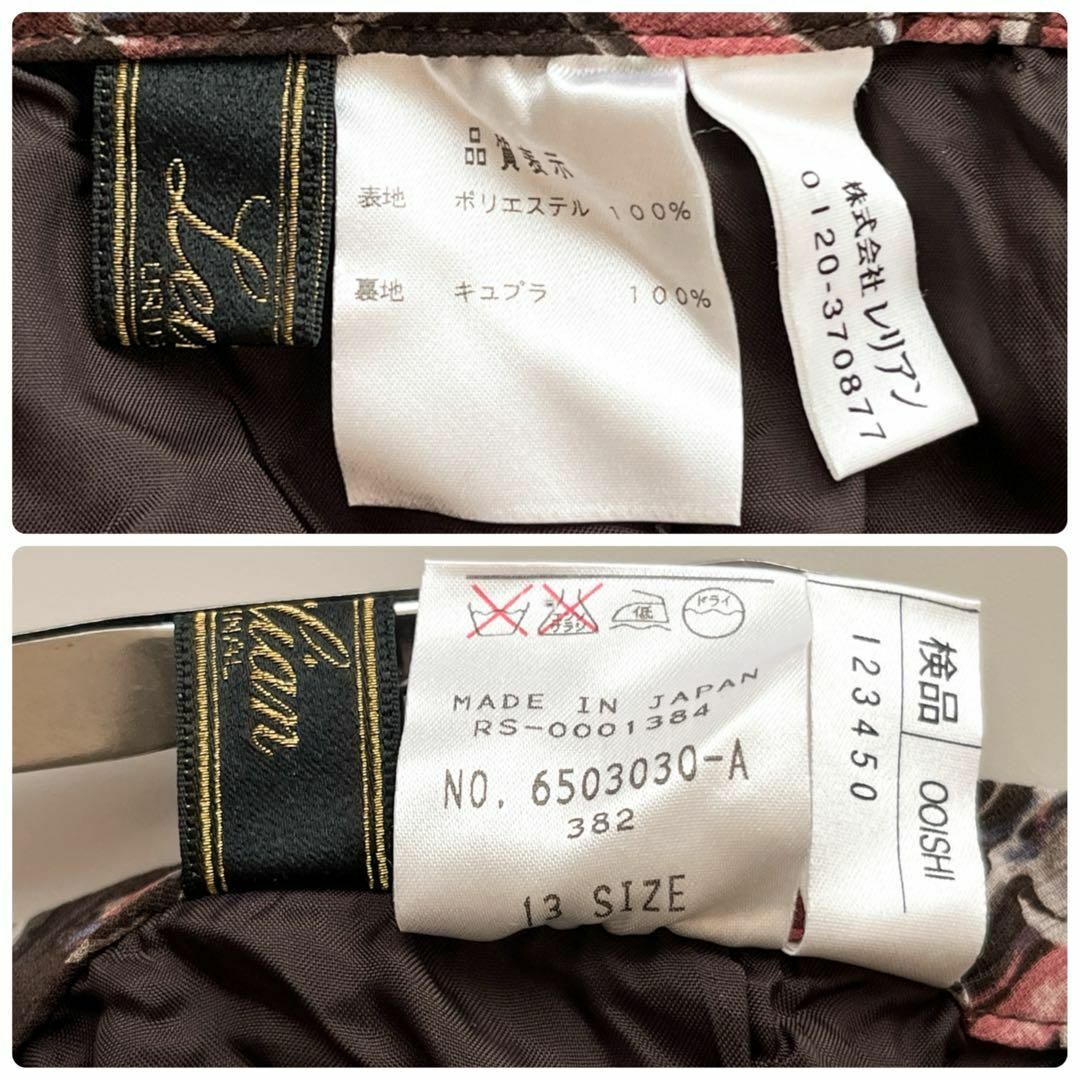 Les
品質表示
表地 ポリエステル 100%
裏地 キュプラ 100%
株式会社 レリアン
0120-370877
lian
低
ドライ
MADE IN JAPAN
RS-0001384
NO. 6503030-A
382
13 SIZE
検品 OOISHI
123450